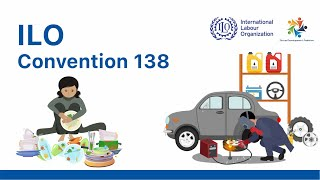 ILO
Convention 138
International
Labour
Organization